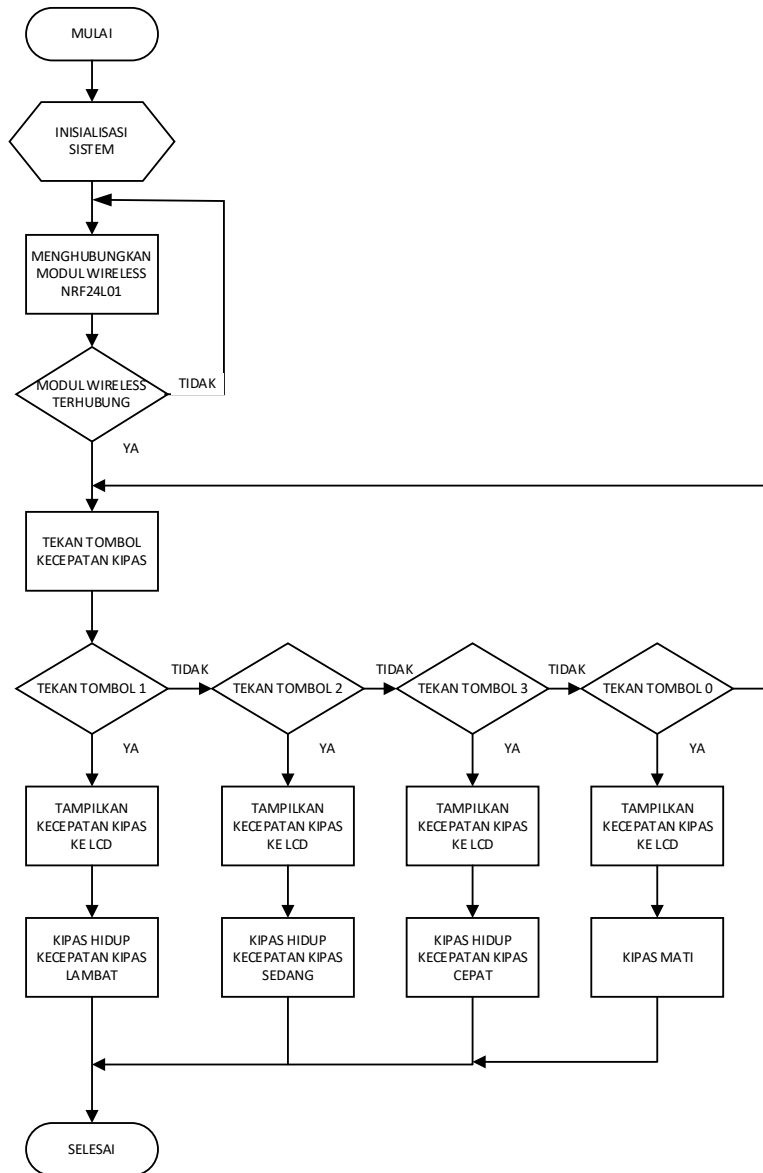 MULAI
INISIALISASI
SISTEM
MENGHUBUNGKAN
MODUL WIRELESS
NRF24L01
MODUL WIRELESS
TERHUBUNG
TIDAK
YA
TEKAN TOMBOL
KECEPATAN KIPAS
TEKAN TOMBOL 1
TIDAK
TEKAN TOMBOL 2
TIDAK
TEKAN TOMBOL 3
TIDAK
TEKAN TOMBOL 0
YA
YA
YA
YA
TAMPILKAN
KECEPATAN KIPAS
KE LCD
TAMPILKAN
KECEPATAN KIPAS
KE LCD
TAMPILKAN
KECEPATAN KIPAS
KE LCD
TAMPILKAN
KECEPATAN KIPAS
KE LCD
KIPAS HIDUP
KECEPATAN KIPAS
LAMBAT
KIPAS HIDUP
KECEPATAN KIPAS
SEDANG
KIPAS HIDUP
KECEPATAN KIPAS
CEPAT
KIPAS MATI
SELESAI